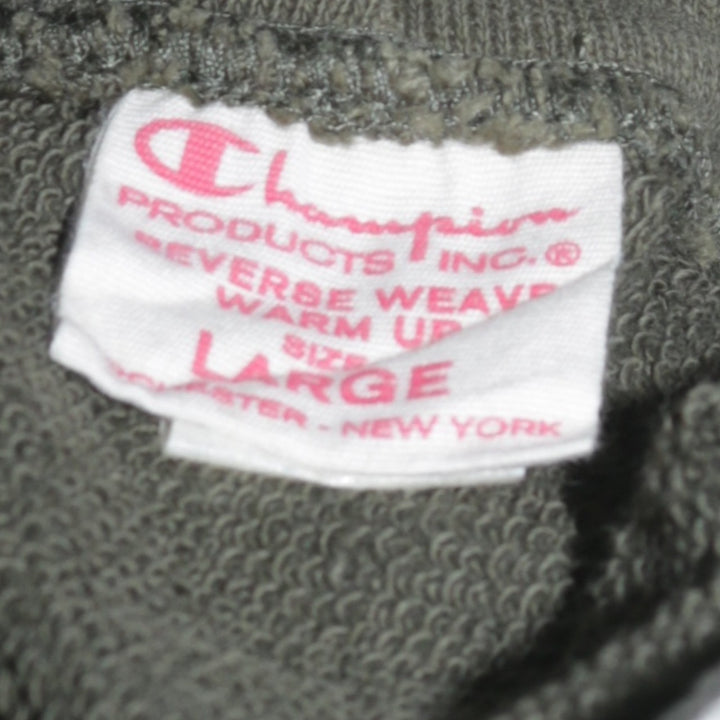 Champion
PRODUCTS INC.®
REVERSE WEAVE
WARM UP
SIZE
LARGE
ROCHESTER - NEW YORK